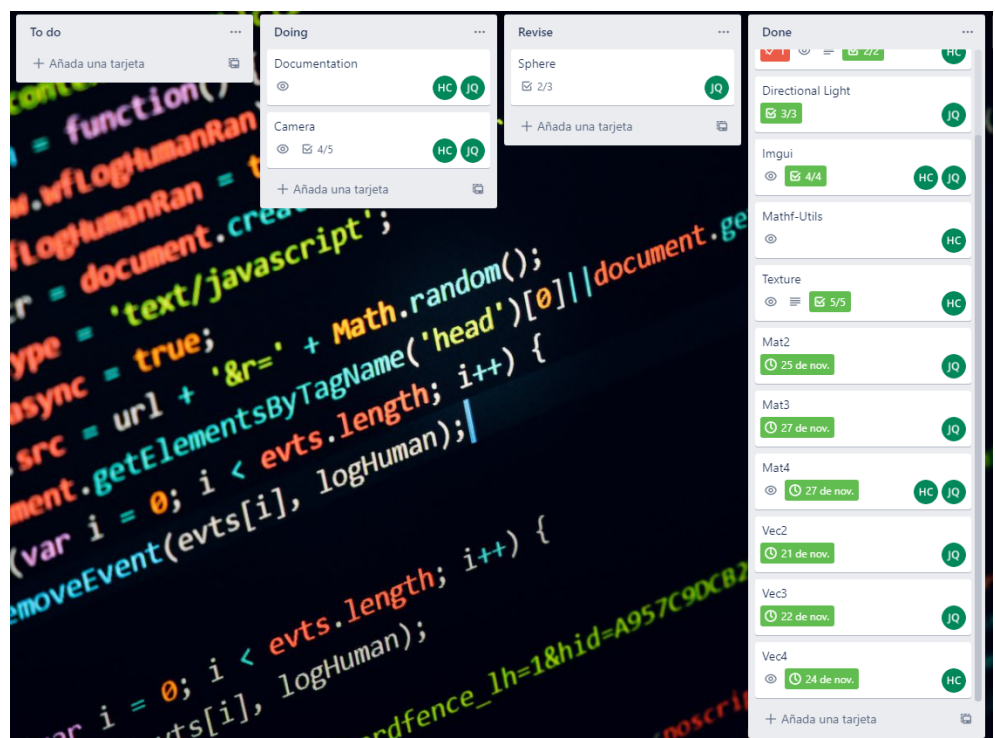 To do
Añada una tarjeta
Doing
Documentation
HC JQ
Camera
4/5
HC JQ
Añada una tarjeta
Revise
Sphere
2/3
JQ
Añada una tarjeta
Done
1
2/2
HC
Directional Light
3/3
JQ
Imgui
4/4
HC JQ
Mathf-Utils
HC
Texture
5/5
HC
Mat2
25 de nov.
JQ
Mat3
27 de nov.
JQ
Mat4
27 de nov.
HC JQ
Vec2
21 de nov.
JQ
Vec3
22 de nov.
JQ
Vec4
24 de nov.
HC
Añada una tarjeta
= function()
w.wfLogHumanRan
fLogHumanRan = t
= document.crea
ype = 'text/javascript';
async = true;
.src = url + '&r=' + Math.random();
ment.getElementsByTagName('head')[0]||document.ge
(var i = 0; i < evts.length; i++) {
emoveEvent(evts[i], logHuman);
i = 0; i < evts.length; i++) {
vts[i], logHuman);
rdfence_lh=1&hid=A957C9DCB2
noscri